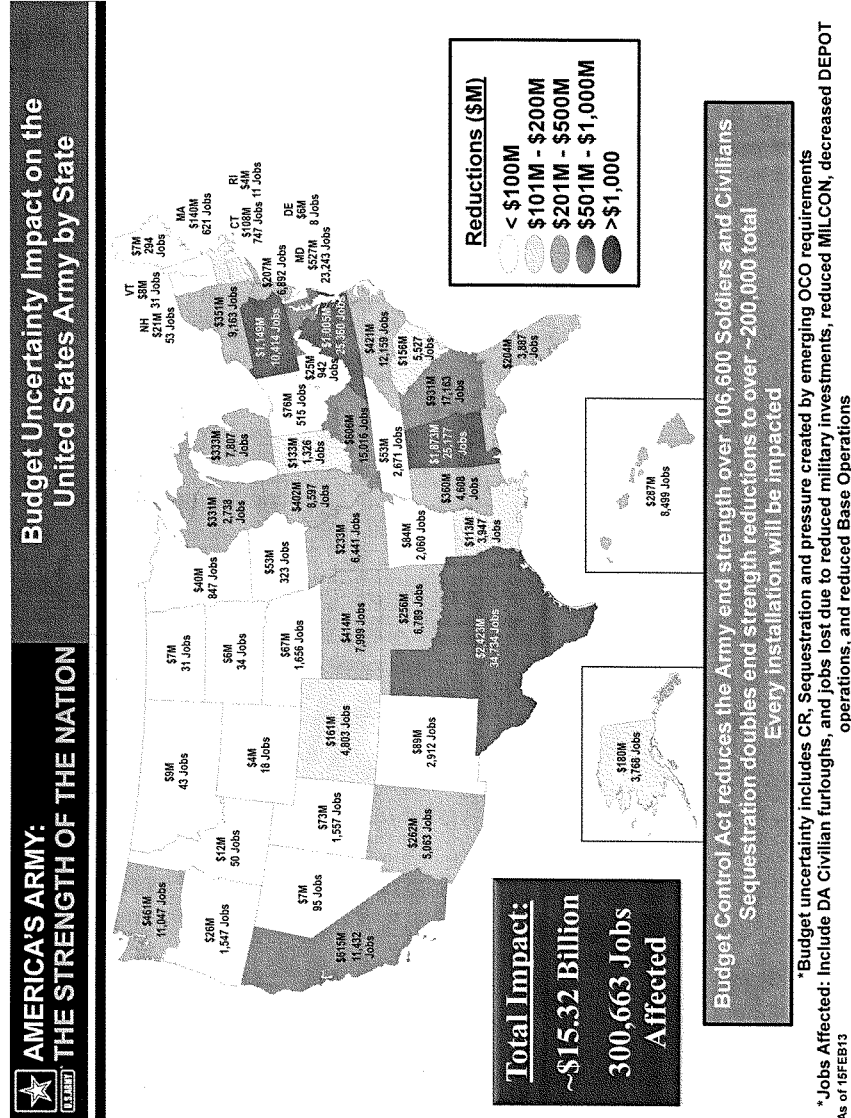 AMERICA'S ARMY:
THE STRENGTH OF THE NATION
U.S.ARMY
Budget Uncertainty Impact on the
United States Army by State
$461M
11,047 Jobs
$26M
1,547 Jobs
$615M
11,432
Jobs
$7M
95 Jobs
$12M
50 Jobs
$9M
43 Jobs
$4M
18 Jobs
$73M
1,557 Jobs
$262M
5,063 Jobs
$161M
4,803 Jobs
$89M
2,912 Jobs
$7M
31 Jobs
$6M
34 Jobs
$67M
1,656 Jobs
$414M
7,999 Jobs
$256M
6,789 Jobs
$2,423M
34,734 Jobs
$40M
847 Jobs
$53M
323 Jobs
$233M
6,441 Jobs
$84M
2,060 Jobs
$113M
3,947
Jobs
$331M
2,738
Jobs
$402M
8,597
Jobs
$333M
7,807
Jobs
$133M
1,326
Jobs
$76M
515 Jobs
15,016 Jobs
$53M
2,671 Jobs
$360M
4,608
Jobs
25,177
Jobs
$931M
17,163
Jobs
$204M
3,887
Jobs
$156M
5,527
Jobs
$421M
12,159 Jobs
$25M
942
Jobs
$1,149M
10,414 Jobs
$351M
9,163 Jobs
$207M
6,892 Jobs
NH
$21M
53 Jobs
VT
$8M
31 Jobs
$7M
294
Jobs
MA
$140M
621 Jobs
CT
$108M
747 Jobs
RI
$4M
11 Jobs
MD
$527M
23,243 Jobs
DE
$6M
8 Jobs
$180M
3,768 Jobs
$287M
8,499 Jobs
Reductions ($M)
< $100M
$101M - $200M
$201M - $500M
$501M - $1,000M
>$1,000
Total Impact:
~$15.32 Billion
300,663 Jobs
Affected
Budget Control Act reduces the Army end strength over 106,600 Soldiers and Civilians
Sequestration doubles end strength reductions to over ~200,000 total
Every installation will be impacted
*Budget uncertainty includes CR, Sequestration and pressure created by emerging OCO requirements
*Jobs Affected: Include DA Civilian furloughs, and jobs lost due to reduced military investments, reduced MILCON, decreased DEPOT
operations, and reduced Base Operations
As of 15FEB13